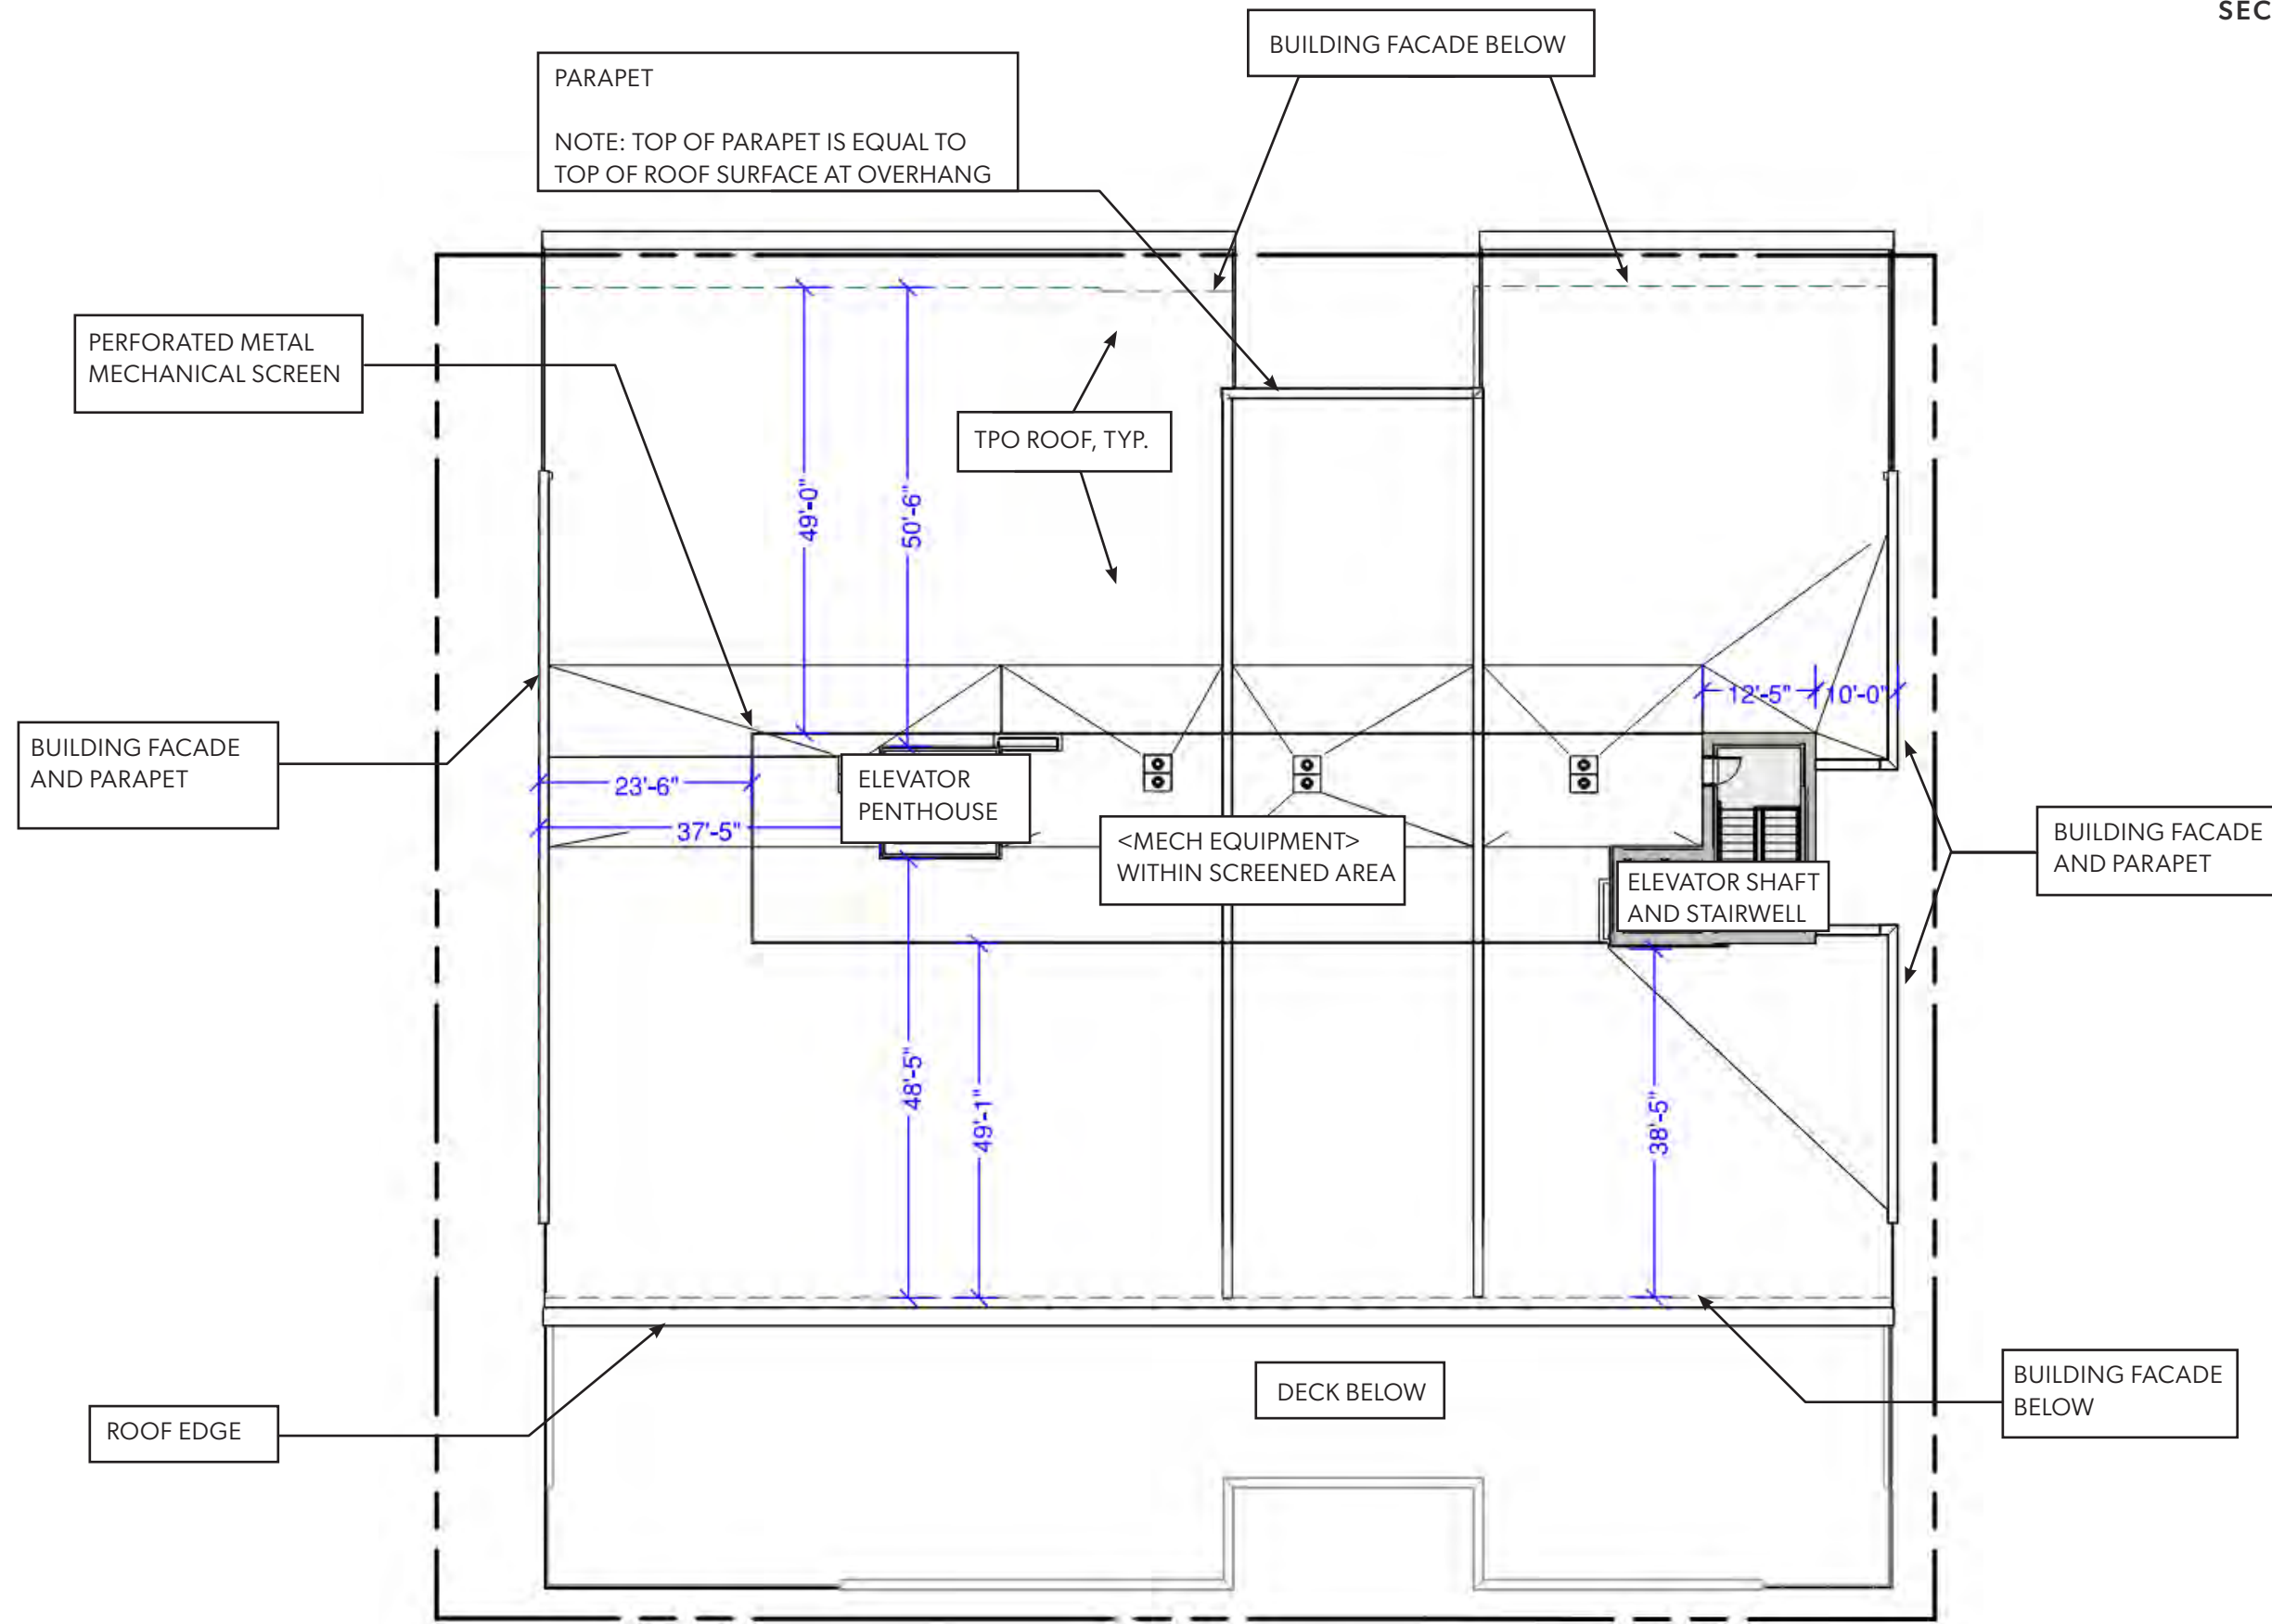 SEC
BUILDING FACADE BELOW
PARAPET
NOTE: TOP OF PARAPET IS EQUAL TO
TOP OF ROOF SURFACE AT OVERHANG
PERFORATED METAL
MECHANICAL SCREEN
TPO ROOF, TYP.
49'-0"
50'-6"
12'-5"
10'-0"
BUILDING FACADE
AND PARAPET
23'-6"
37'-5"
ELEVATOR
PENTHOUSE
<MECH EQUIPMENT>
WITHIN SCREENED AREA
ELEVATOR SHAFT
AND STAIRWELL
BUILDING FACADE
AND PARAPET
48'-5"
49'-1"
38'-5"
DECK BELOW
BUILDING FACADE
BELOW
ROOF EDGE